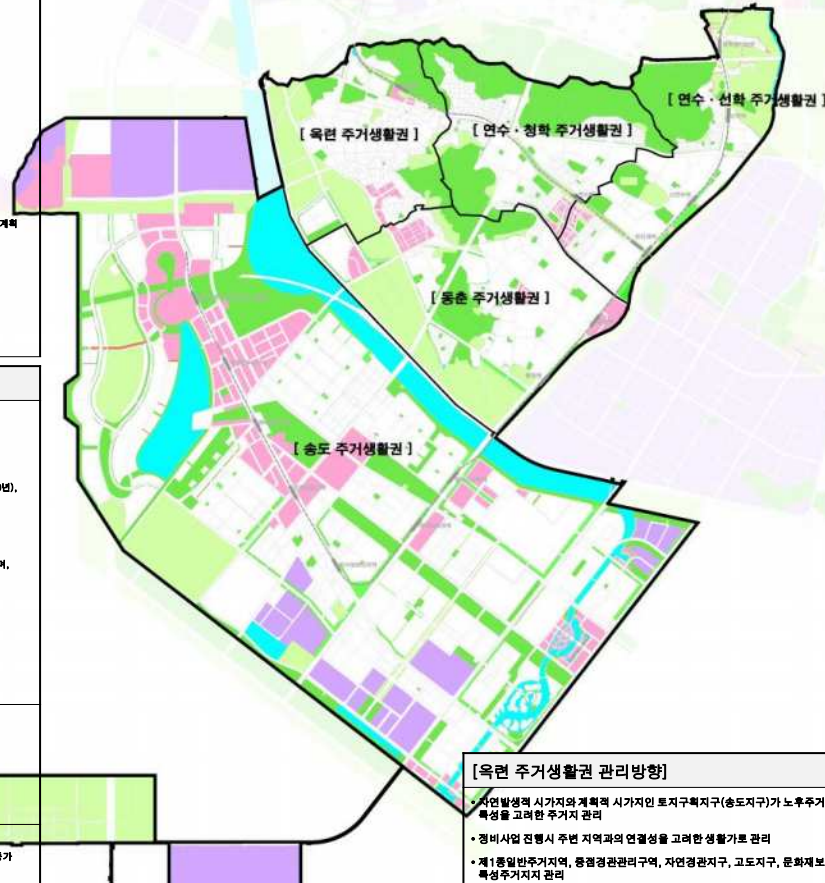 계획
년),
며,
증가
[ 연수 · 선학 주거생활권 ]
[ 옥련 주거생활권 ]
[ 연수 · 청학 주거생활권 ]
[ 동춘 주거생활권 ]
[ 송도 주거생활권 ]
[옥련 주거생활권 관리방향]
• 자연발생적 시가지와 계획적 시가지인 토지구획지구(송도지구)가 노후주거
특성을 고려한 주거지 관리
• 정비사업 진행시 주변 지역과의 연결성을 고려한 생활가로 관리
• 제1종일반주거지역, 중점경관관리구역, 자연경관지구, 고도지구, 문화재보
특성주거지지 관리